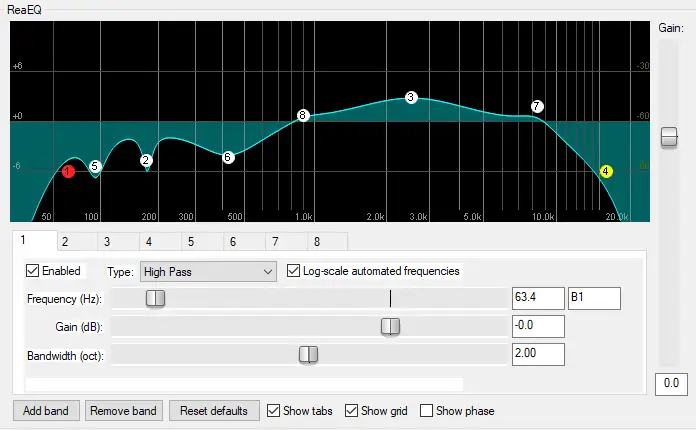 ReaEQ
Gain:
+6 -30
3
7
8
+0 -60
5 2 6
-6 1 4
50 100 200 300 500 1.0k 2.0k 3.0k 5.0k 10.0k 20.0k
1 2 3 4 5 6 7 8
Enabled Type: High Pass Log-scale automated frequencies
Frequency (Hz): 63.4 B1
Gain (dB): -0.0
Bandwidth (oct): 2.00
0.0
Add band Remove band Reset defaults Show tabs Show grid Show phase